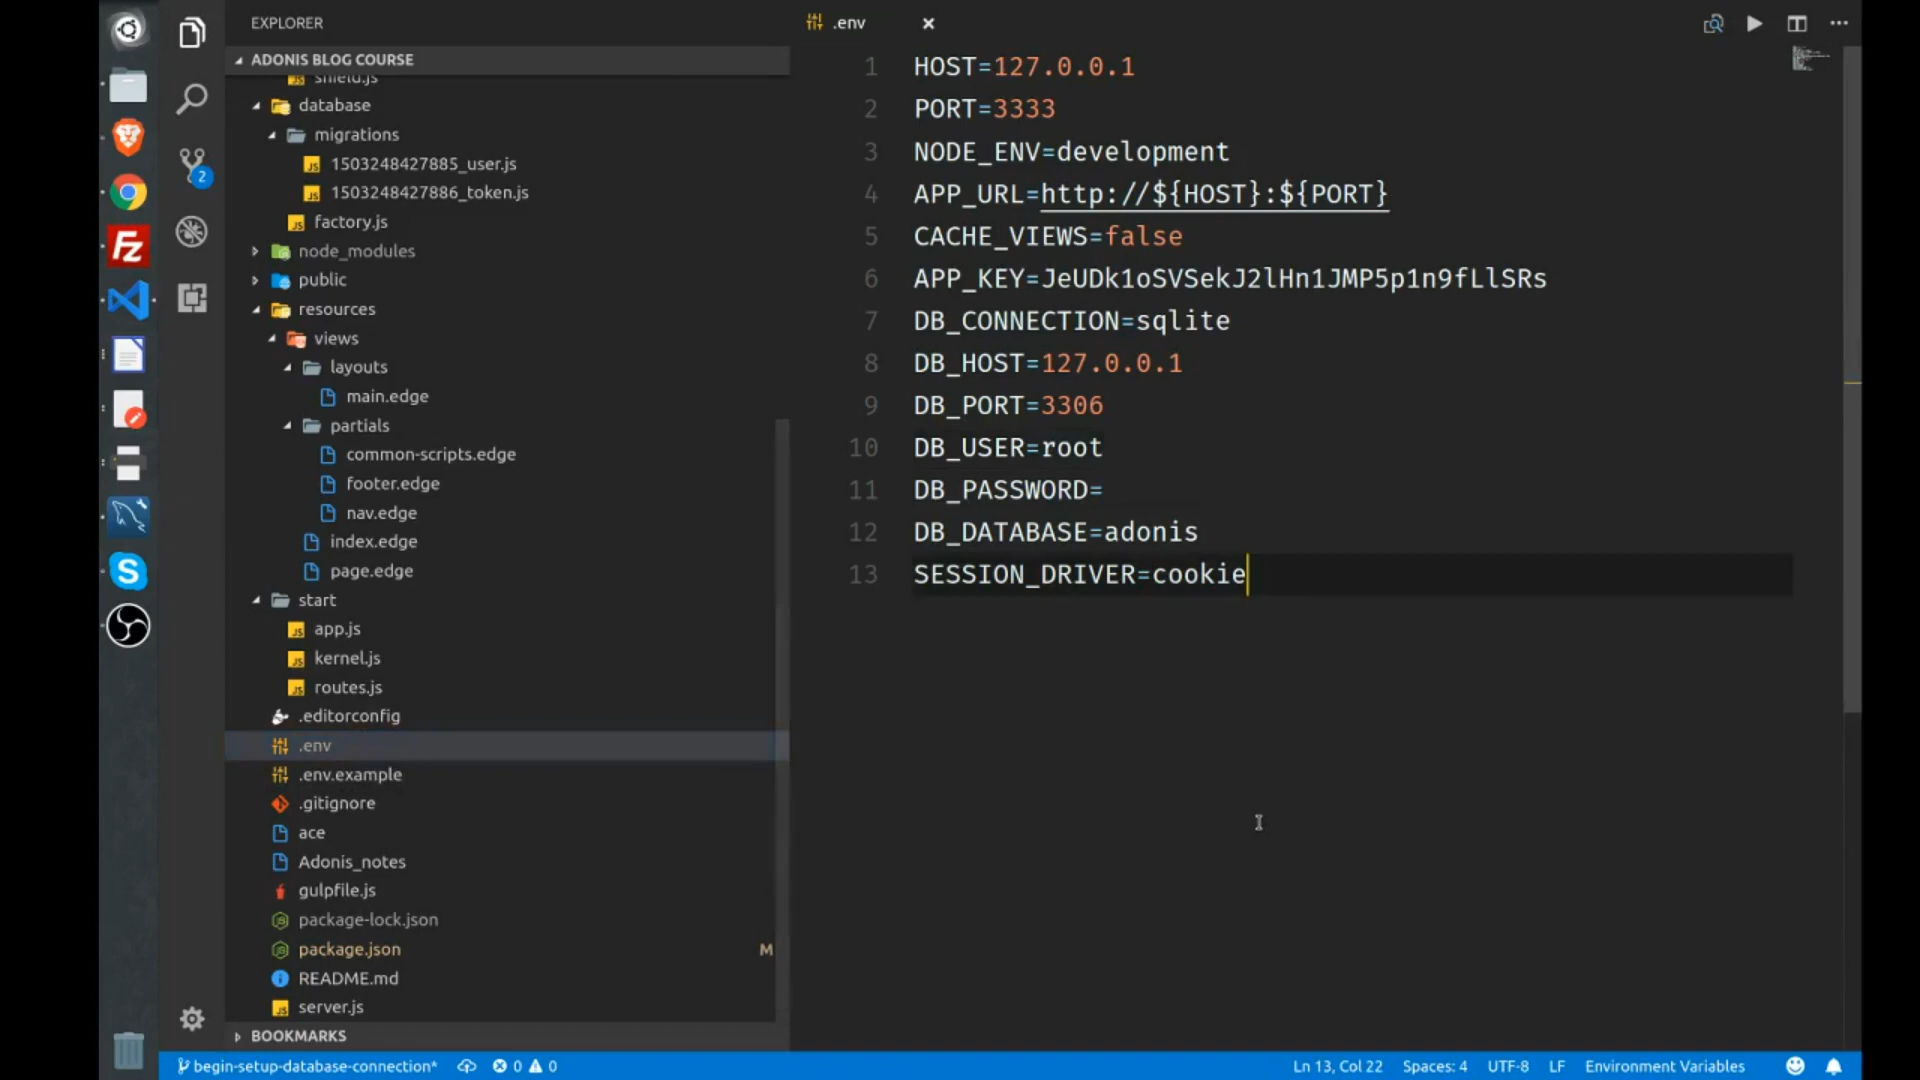 EXPLORER
ADONIS BLOG COURSE
shield.js
database
migrations
1503248427885_user.js
1503248427886_token.js
factory.js
node_modules
public
resources
views
layouts
main.edge
partials
common-scripts.edge
footer.edge
nav.edge
index.edge
page.edge
start
app.js
kernel.js
routes.js
.editorconfig
.env
.env.example
.gitignore
ace
Adonis_notes
gulpfile.js
package-lock.json
package.json M
README.md
server.js
BOOKMARKS
2
.env
1 HOST=127.0.0.1
2 PORT=3333
3 NODE_ENV=development
4 APP_URL=http://${HOST}:${PORT}
5 CACHE_VIEWS=false
6 APP_KEY=JeUDk1oSVSekJ2lHn1JMP5p1n9fLlSRs
7 DB_CONNECTION=sqlite
8 DB_HOST=127.0.0.1
9 DB_PORT=3306
10 DB_USER=root
11 DB_PASSWORD=
12 DB_DATABASE=adonis
13 SESSION_DRIVER=cookie
begin-setup-database-connection* 0 0 Ln 13, Col 22 Spaces: 4 UTF-8 LF Environment Variables